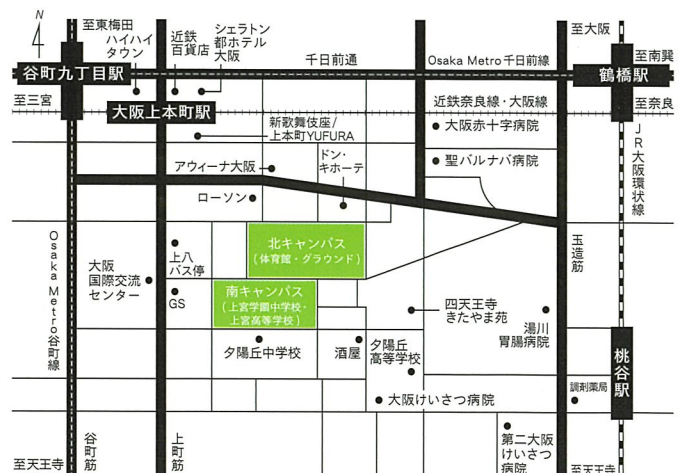 N
至東梅田
ハイハイ
タウン
近鉄
百貨店
シェラトン
都ホテル
大阪
千日前通
Osaka Metro千日前線
至大阪
至南巽
谷町九丁目駅
鶴橋駅
至三宮
大阪上本町駅
近鉄奈良線・大阪線
至奈良
新歌舞伎座/
上本町YUFURA
大阪赤十字病院
JR大阪環状線
アウィーナ大阪
ドン・
キホーテ
聖バルナバ病院
ローソン
Osaka Metro谷町線
大阪
国際交流
センター
上八
バス停
GS
北キャンパス
(体育館・グラウンド)
南キャンパス
(上宮学園中学校・
上宮高等学校)
玉造筋
四天王寺
きたやま苑
湯川
胃腸病院
夕陽丘中学校
酒屋
夕陽丘
高等学校
桃谷駅
調剤薬局
大阪けいさつ病院
第二大阪
けいさつ
病院
谷町筋
上町筋
至天王寺
至天王寺